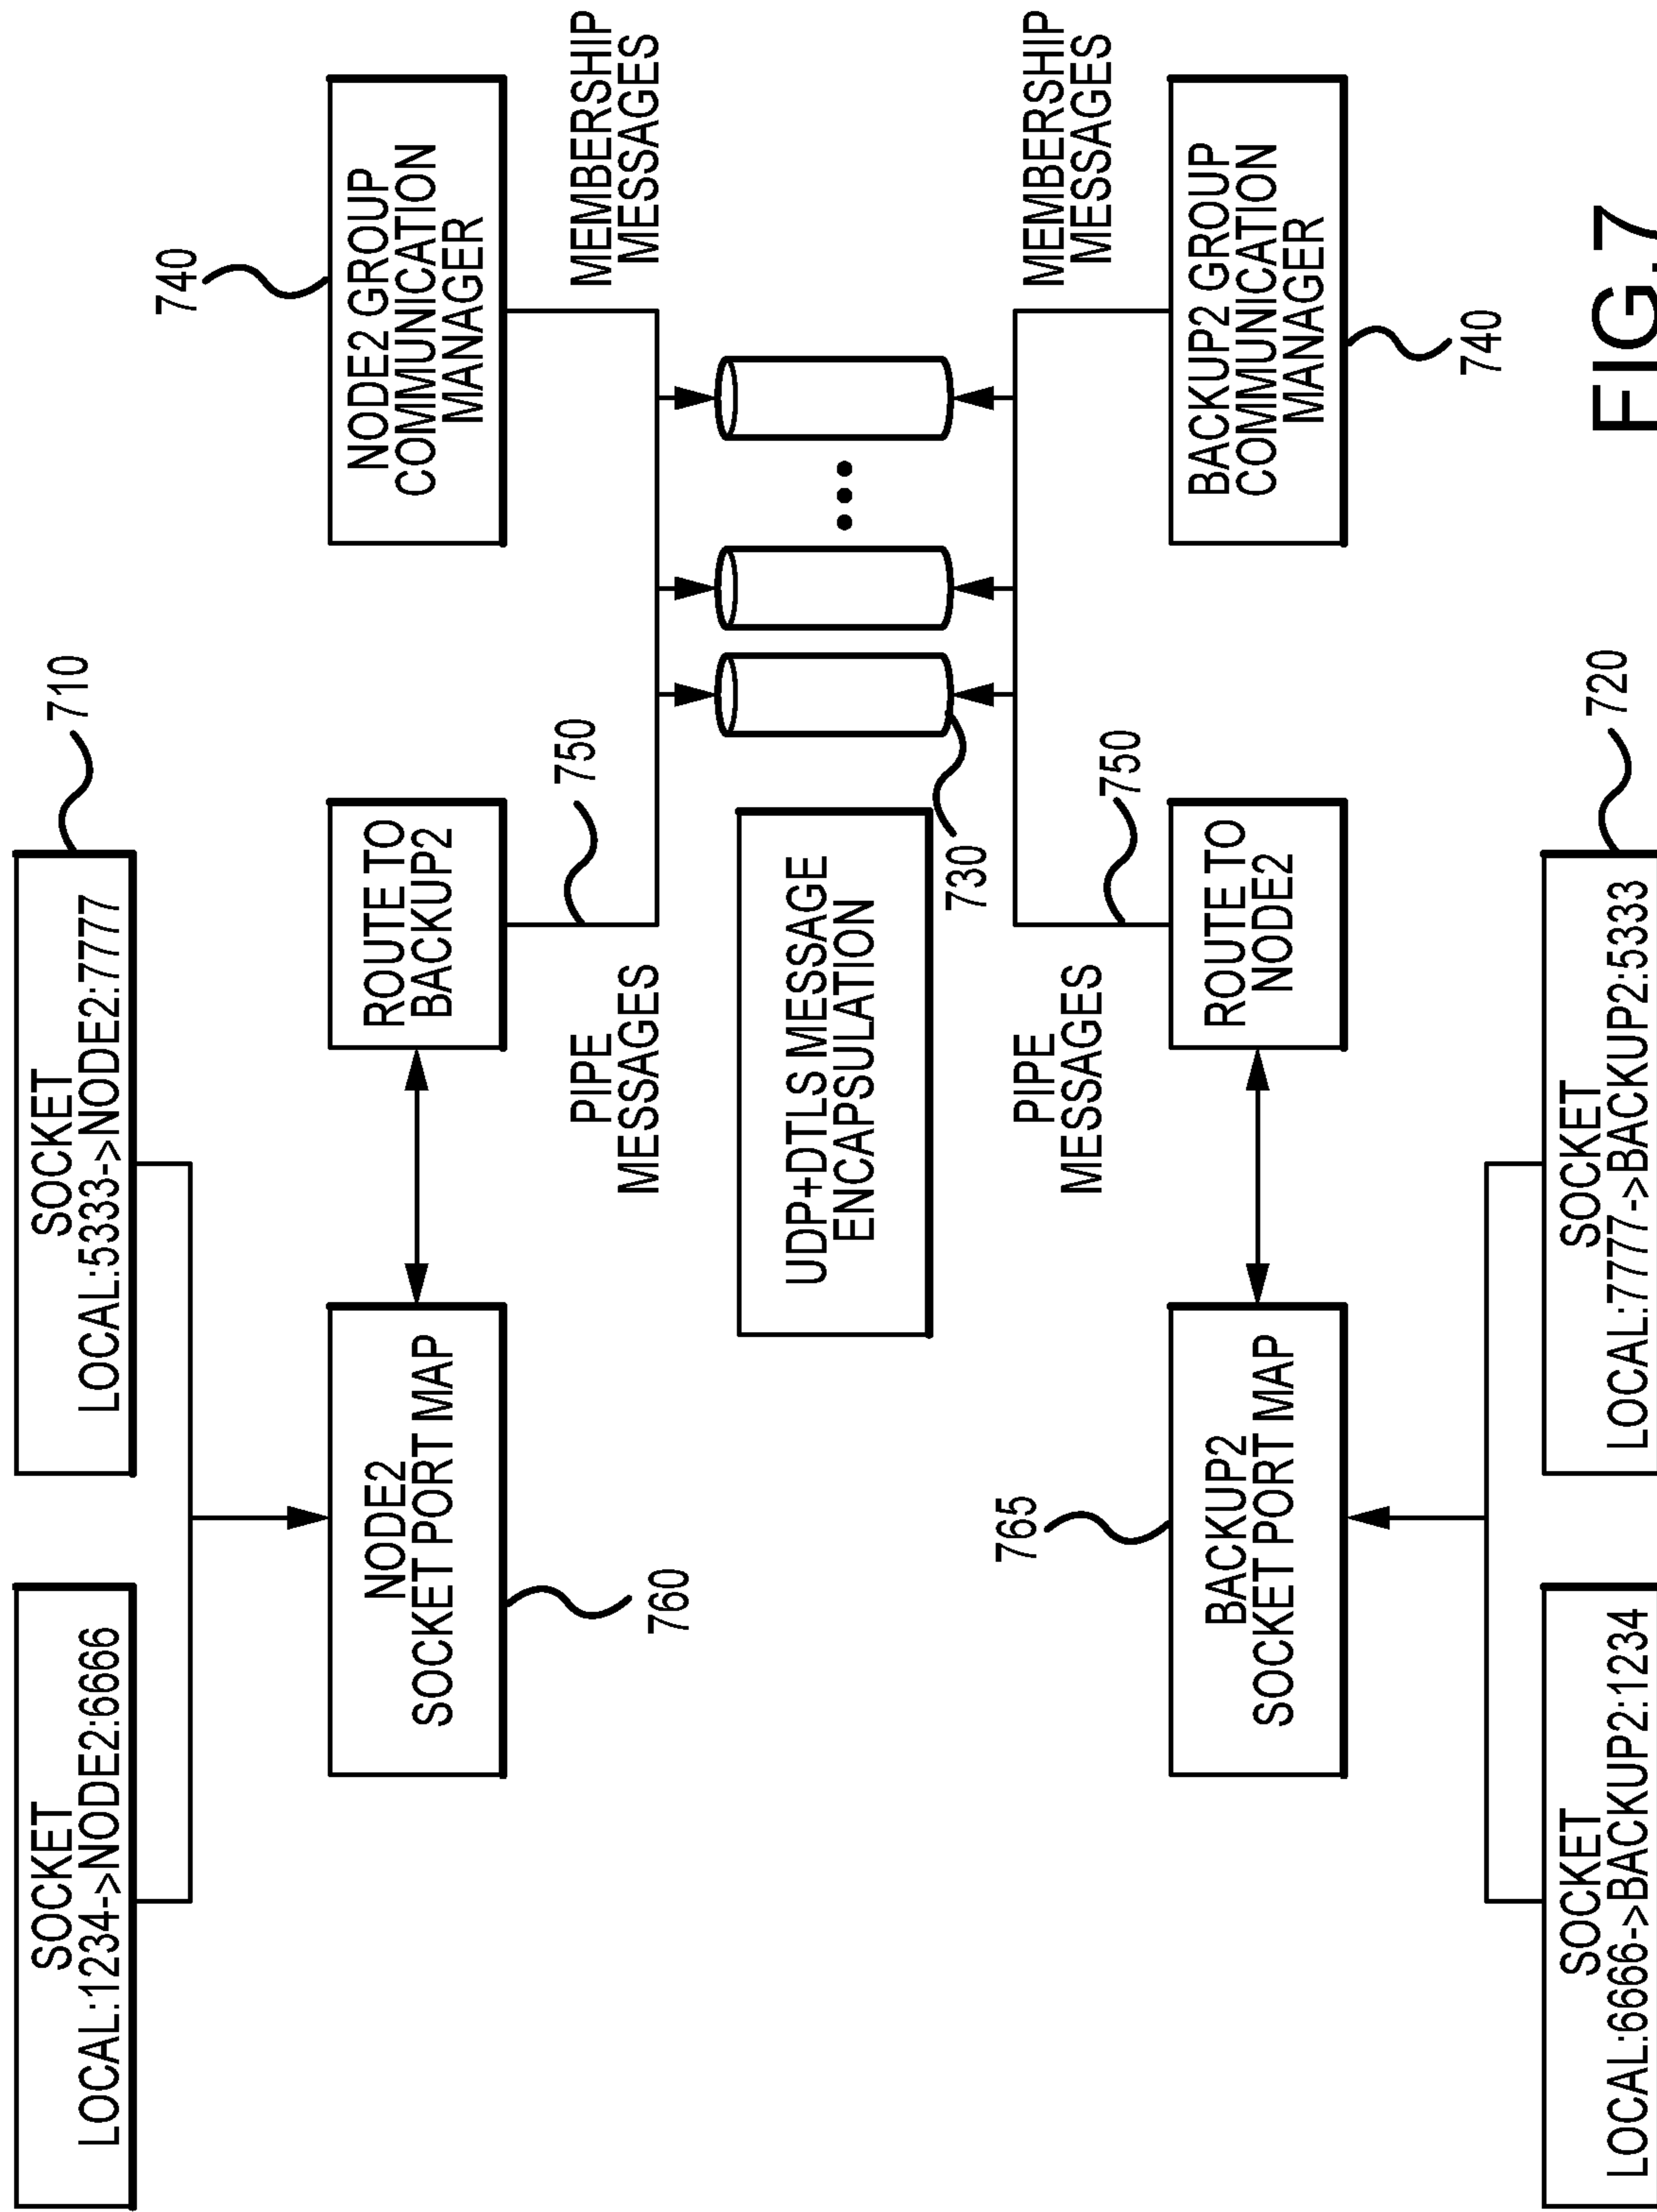 SOCKET
LOCAL:1234->NODE2:6666
SOCKET
LOCAL:5333->NODE2:7777
710
740
NODE2
SOCKET PORT MAP
760
ROUTE TO
BACKUP2
NODE2 GROUP
COMMUNICATION
MANAGER
PIPE
MESSAGES
750
MEMBERSHIP
MESSAGES
UDP+DTLS MESSAGE
ENCAPSULATION
730
765
PIPE
MESSAGES
750
MEMBERSHIP
MESSAGES
BACKUP2
SOCKET PORT MAP
ROUTE TO
NODE2
BACKUP2 GROUP
COMMUNICATION
MANAGER
740
SOCKET
LOCAL:6666->BACKUP2:1234
SOCKET
LOCAL:7777->BACKUP2:5333
720
FIG.7